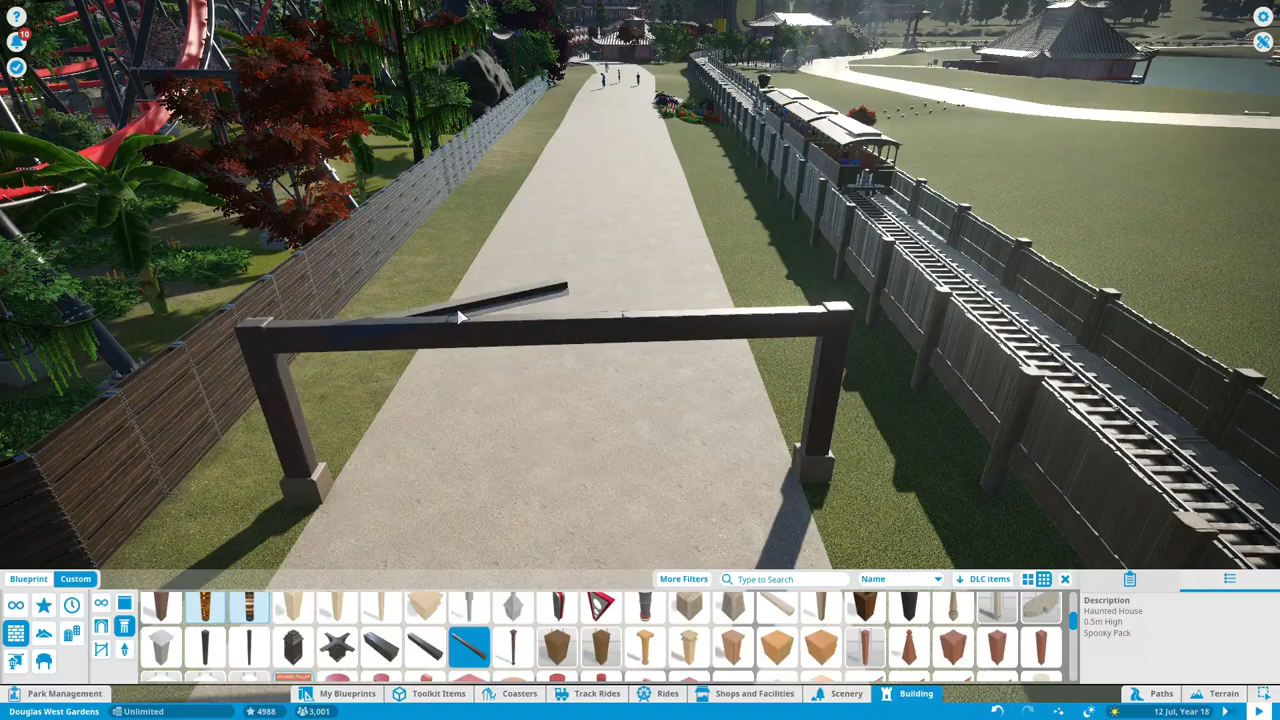 ?
10
Blueprint
Custom
More Filters
Type to Search
Name
DLC items
Description
Haunted House
0.5m High
Spooky Pack
SQUARE PILLAR
Park Management
My Blueprints
Toolkit Items
Coasters
Track Rides
Rides
Shops and Facilities
Scenery
Building
Paths
Terrain
Douglas West Gardens
Unlimited
4988
3,001
12 Jul, Year 18